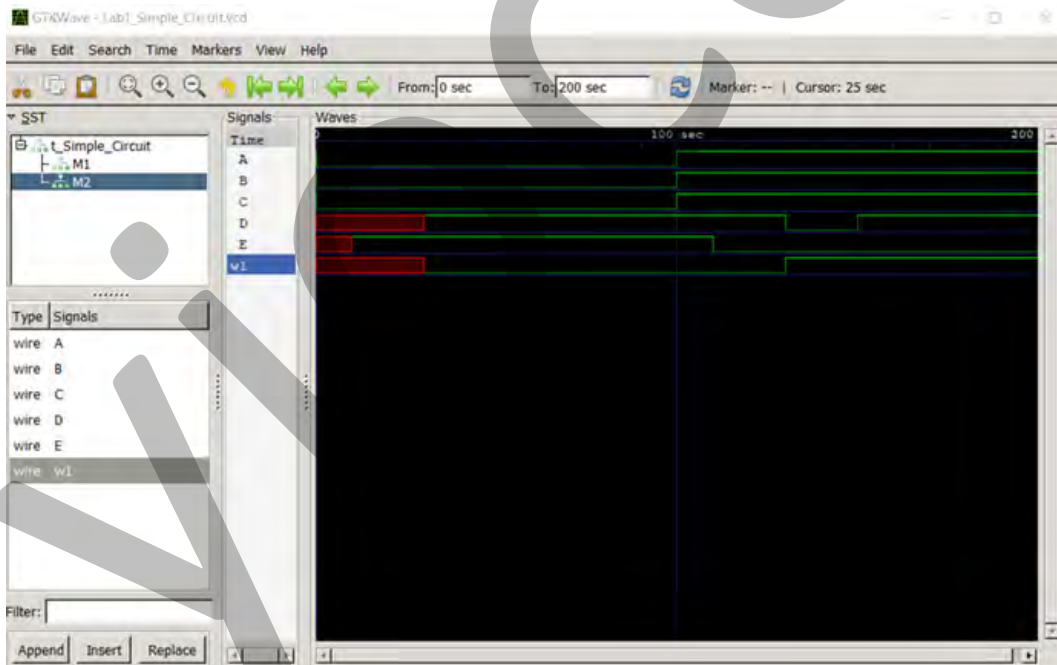 GTKWave - Lab1_Simple_Circuit.vcd
File Edit Search Time Markers View Help
From: 0 sec To: 200 sec Marker: -- | Cursor: 25 sec
SST
t_Simple_Circuit
M1
M2
Type Signals
wire A
wire B
wire C
wire D
wire E
wire w1
Filter:
Append Insert Replace
Signals
Time
A
B
C
D
E
w1
Waves
0 100 sec 200